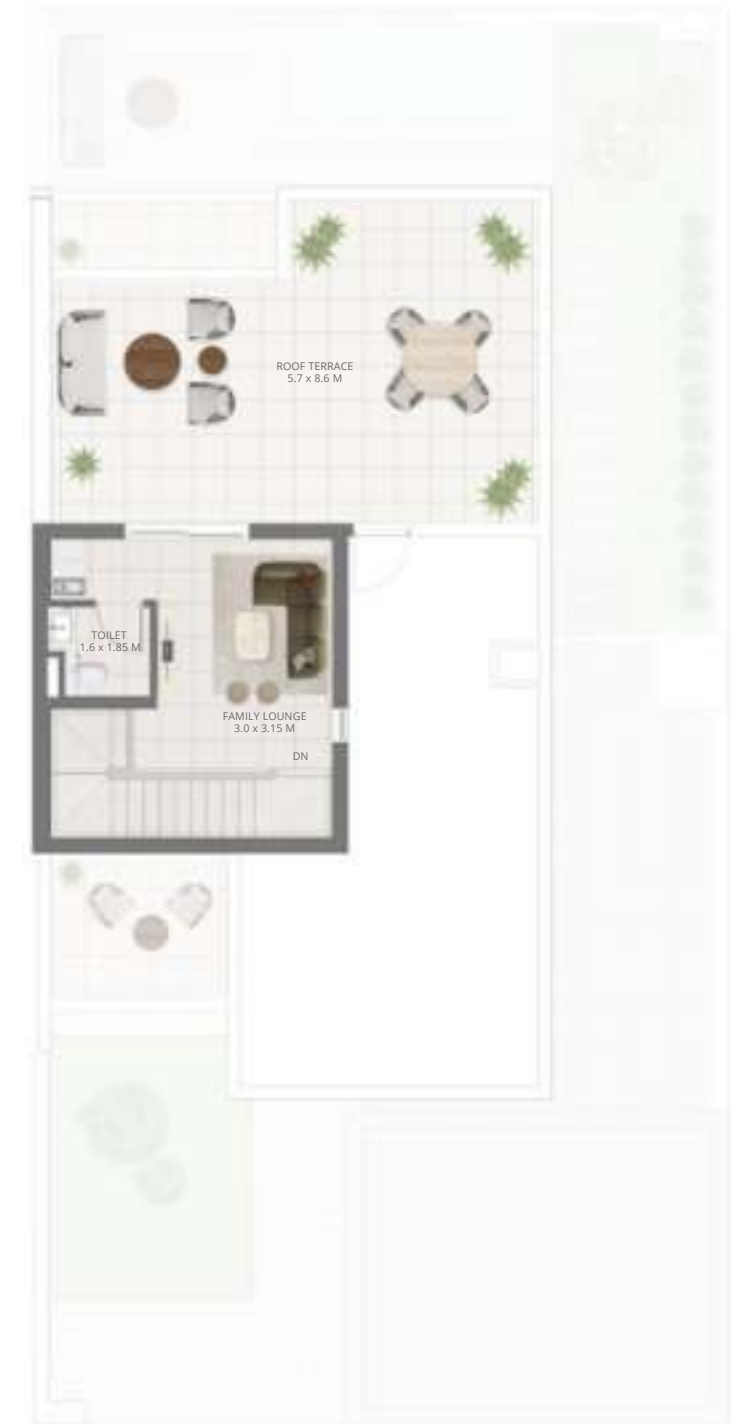 ROOF TERRACE
5.7 x 8.6 M
TOILET
1.6 x 1.85 M
FAMILY LOUNGE
3.0 x 3.15 M
DN